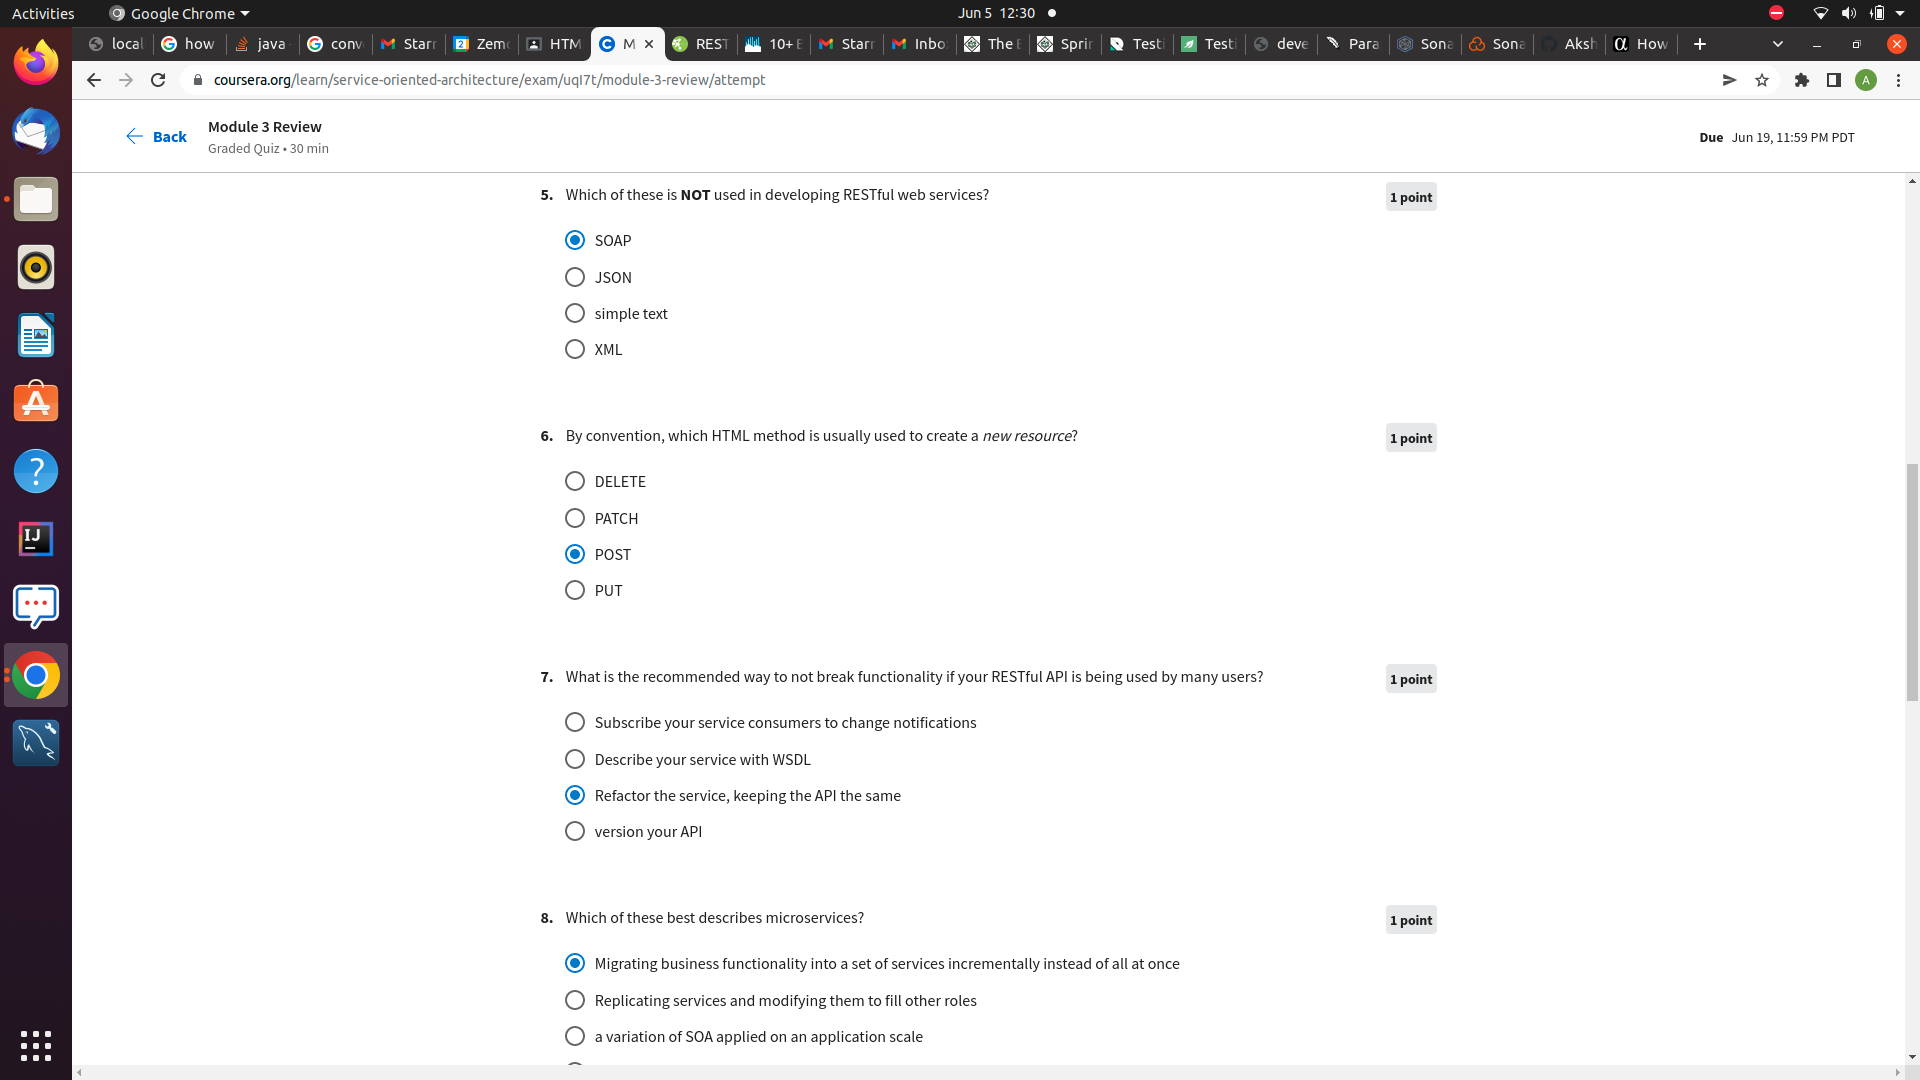 Activities Google Chrome Jun 5 12:30
local how java conv Starr Zem HTM M REST 10+ E Starr Inbo The E Sprin Testi Testi deve Para Sona Sona Aksh How
coursera.org/learn/service-oriented-architecture/exam/uqI7t/module-3-review/attempt A
Back Module 3 Review
Graded Quiz • 30 min
Due Jun 19, 11:59 PM PDT
5. Which of these is NOT used in developing RESTful web services? 1 point
SOAP
JSON
simple text
XML
6. By convention, which HTML method is usually used to create a new resource? 1 point
DELETE
PATCH
POST
PUT
7. What is the recommended way to not break functionality if your RESTful API is being used by many users? 1 point
Subscribe your service consumers to change notifications
Describe your service with WSDL
Refactor the service, keeping the API the same
version your API
8. Which of these best describes microservices? 1 point
Migrating business functionality into a set of services incrementally instead of all at once
Replicating services and modifying them to fill other roles
a variation of SOA applied on an application scale